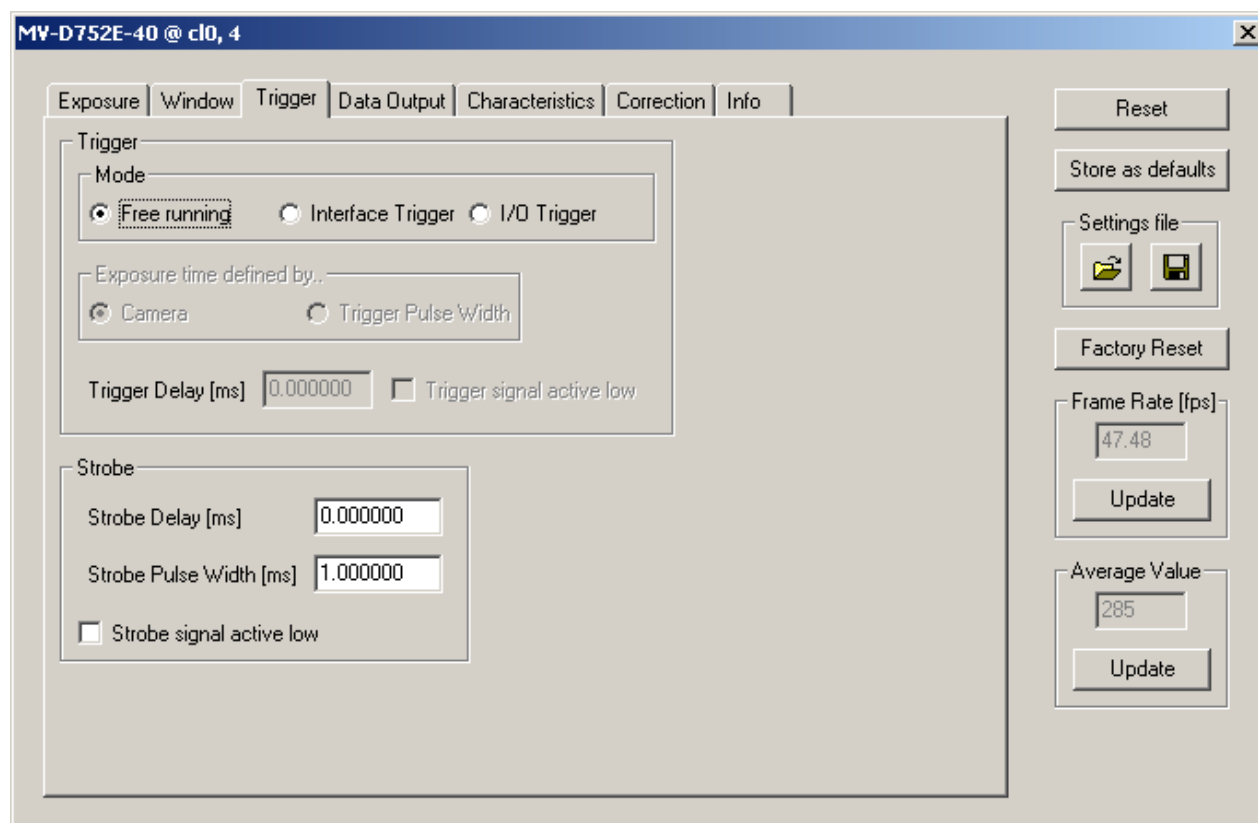 MV-D752E-40 @ cl0, 4
Exposure Window Trigger Data Output Characteristics Correction Info
Trigger
Mode
Free running Interface Trigger I/O Trigger
Exposure time defined by..
Camera Trigger Pulse Width
Trigger Delay [ms] 0.000000 Trigger signal active low
Strobe
Strobe Delay [ms] 0.000000
Strobe Pulse Width [ms] 1.000000
Strobe signal active low
Reset
Store as defaults
Settings file
Factory Reset
Frame Rate [fps]
47.48
Update
Average Value
285
Update